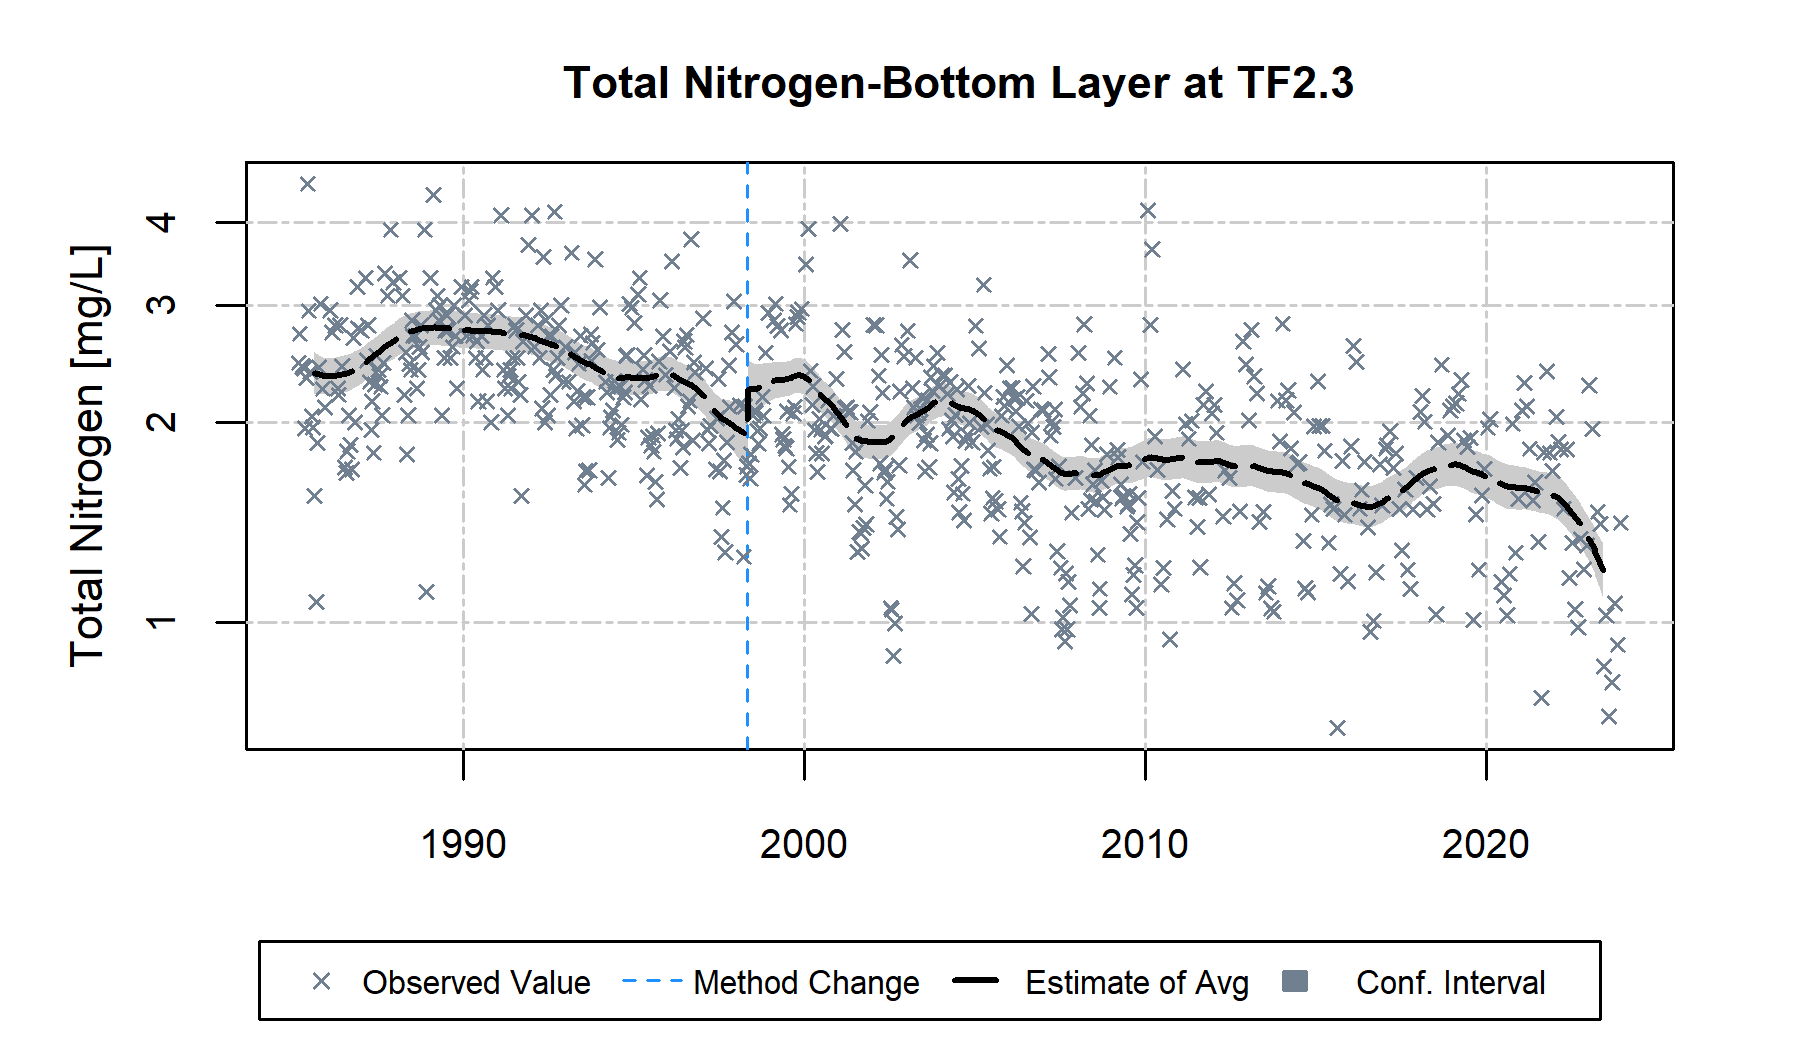 Total Nitrogen-Bottom Layer at TF2.3
Total Nitrogen [mg/L]
4
3
2
1
1990 2000 2010 2020
Observed Value Method Change Estimate of Avg Conf. Interval